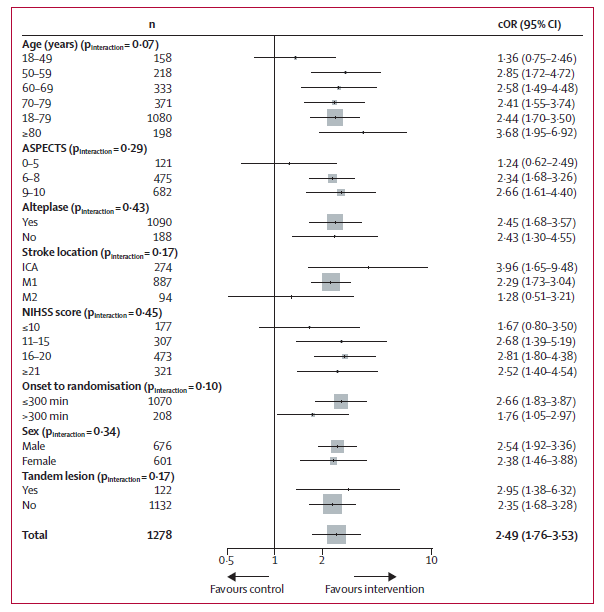 n cOR (95% CI)
Age (years) (pinteraction=0·07)
18–49 158 1·36 (0·75–2·46)
50–59 218 2·85 (1·72–4·72)
60–69 333 2·58 (1·49–4·48)
70–79 371 2·41 (1·55–3·74)
18–79 1080 2·44 (1·70–3·50)
≥80 198 3·68 (1·95–6·92)
ASPECTS (pinteraction=0·29)
0–5 121 1·24 (0·62–2·49)
6–8 475 2·34 (1·68–3·26)
9–10 682 2·66 (1·61–4·40)
Alteplase (pinteraction=0·43)
Yes 1090 2·45 (1·68–3·57)
No 188 2·43 (1·30–4·55)
Stroke location (pinteraction=0·17)
ICA 274 3·96 (1·65–9·48)
M1 887 2·29 (1·73–3·04)
M2 94 1·28 (0·51–3·21)
NIHSS score (pinteraction=0·45)
≤10 177 1·67 (0·80–3·50)
11–15 307 2·68 (1·39–5·19)
16–20 473 2·81 (1·80–4·38)
≥21 321 2·52 (1·40–4·54)
Onset to randomisation (pinteraction=0·10)
≤300 min 1070 2·66 (1·83–3·87)
>300 min 208 1·76 (1·05–2·97)
Sex (pinteraction=0·34)
Male 676 2·54 (1·92–3·36)
Female 601 2·38 (1·46–3·88)
Tandem lesion (pinteraction=0·17)
Yes 122 2·95 (1·38–6·32)
No 1132 2·35 (1·68–3·28)
Total 1278 2·49 (1·76–3·53)
0·5 1 2 10
Favours control Favours intervention